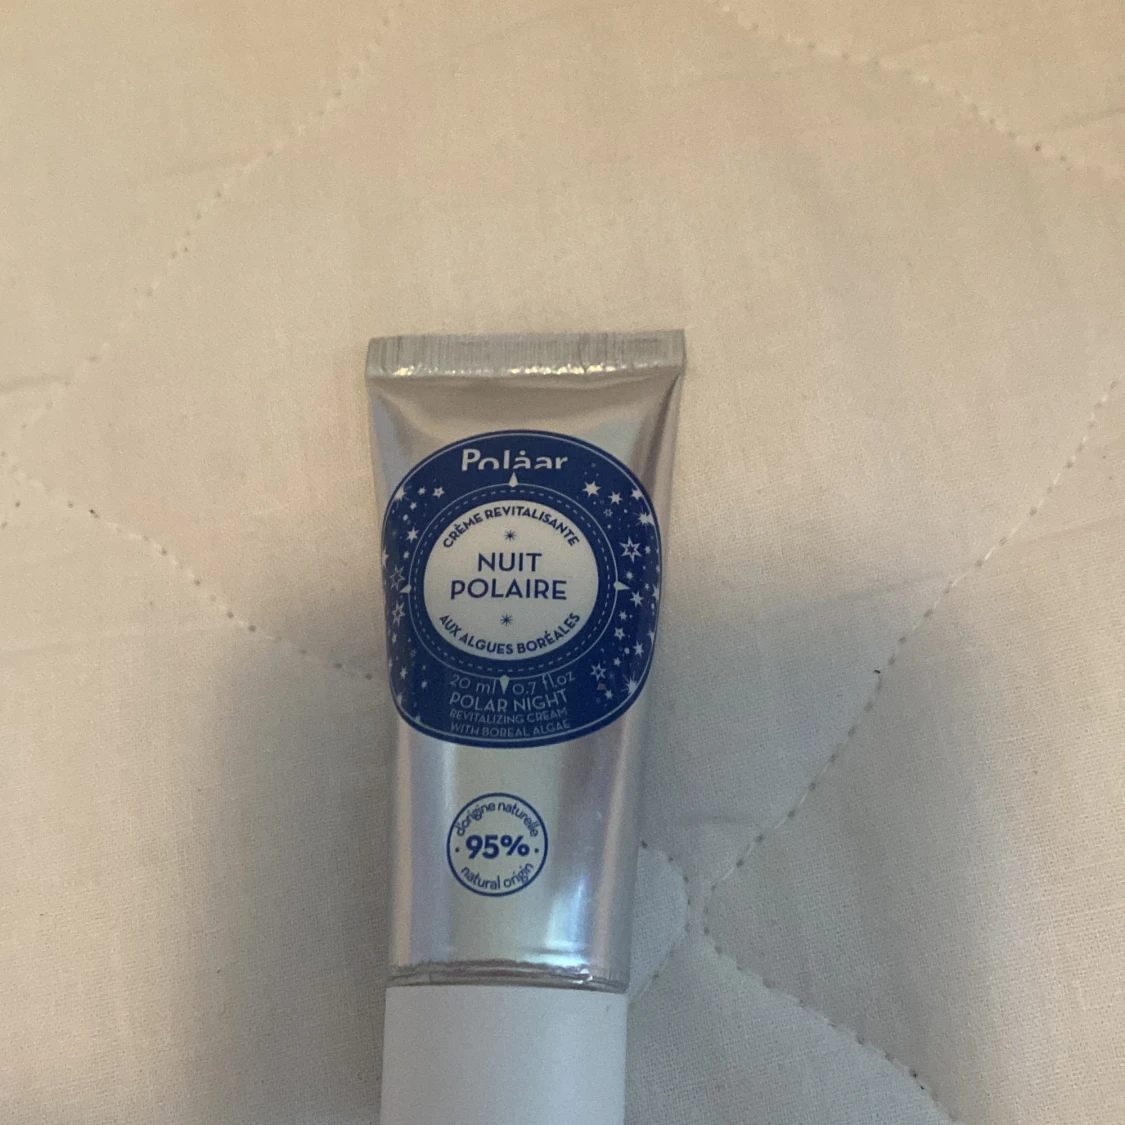 Polåar
CRÈME REVITALISANTE
NUIT
POLAIRE
AUX ALGUES BORÉALES
20 ml 0.7 fl.oz
POLAR NIGHT
REVITALIZING CREAM
WITH BOREAL ALGAE
d'origine naturelle
95%
natural origin